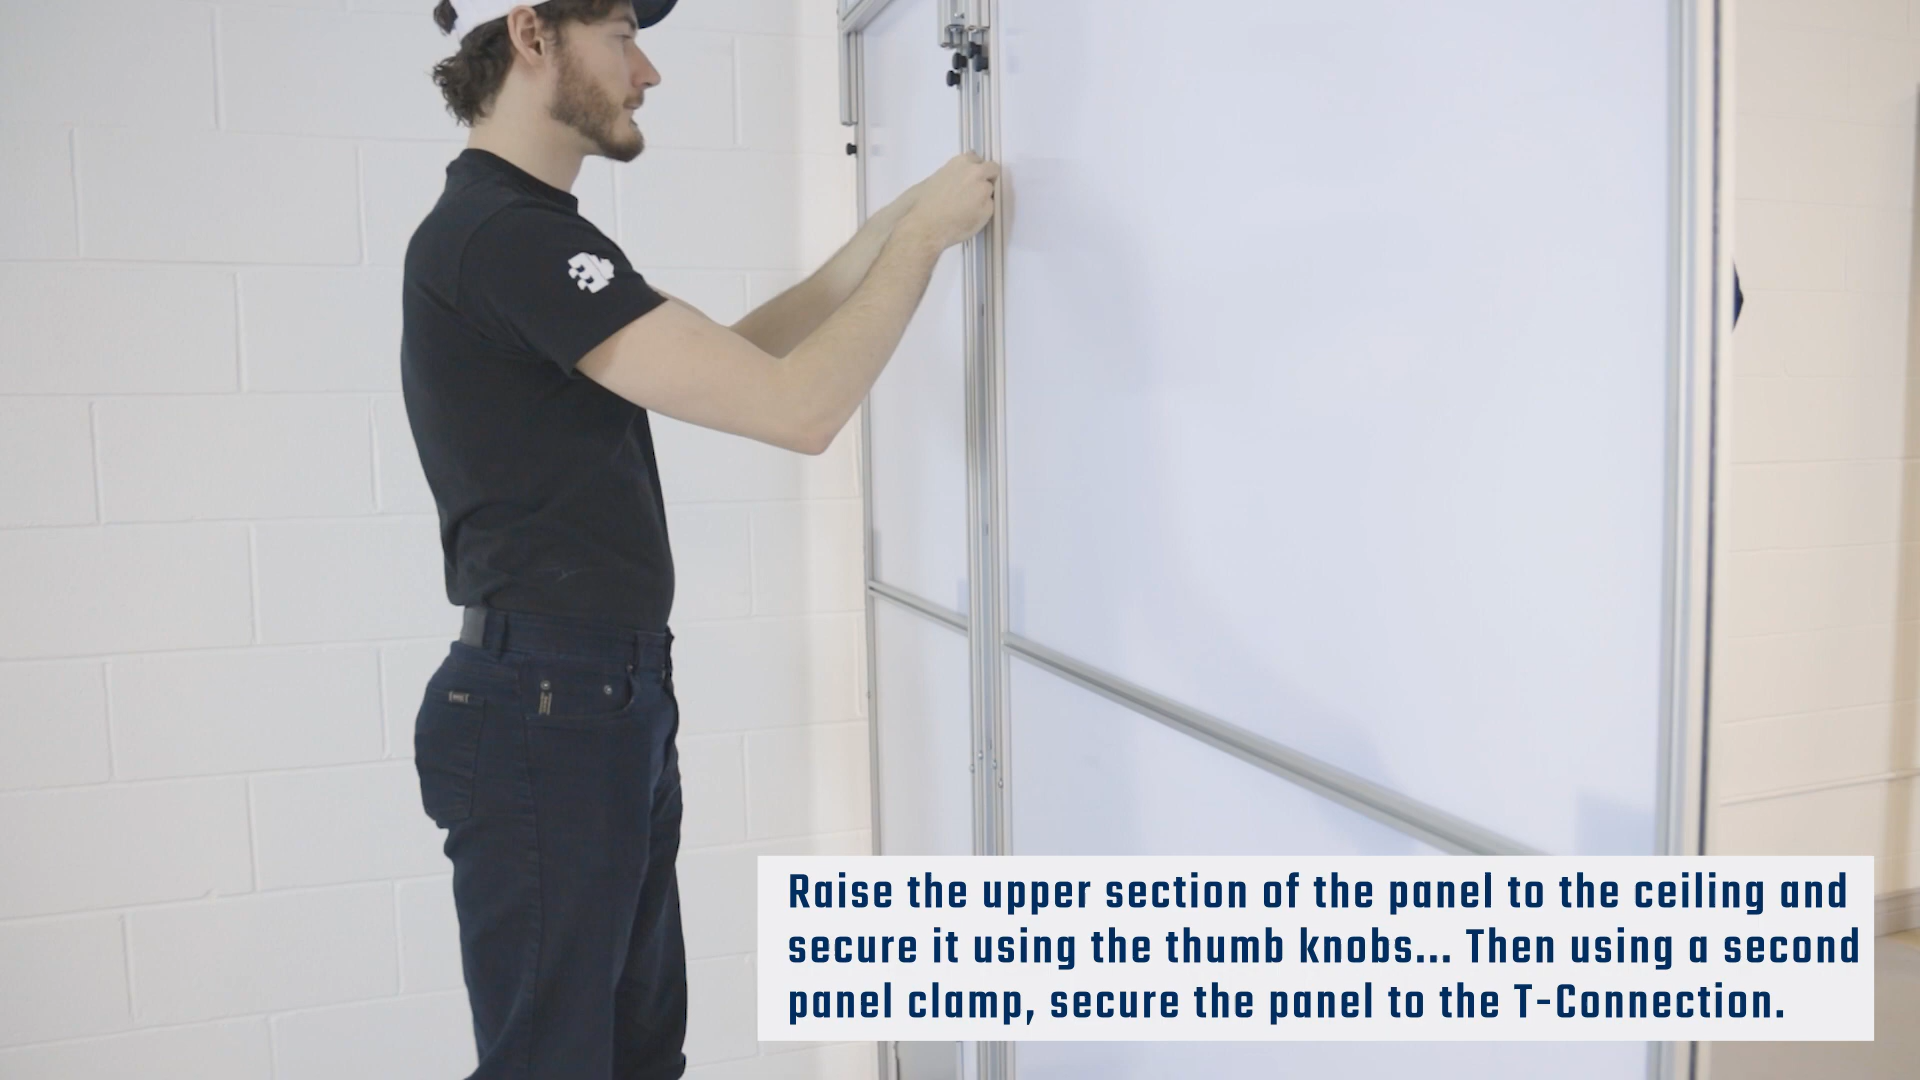 Raise the upper section of the panel to the ceiling and
secure it using the thumb knobs... Then using a second
panel clamp, secure the panel to the T-Connection.